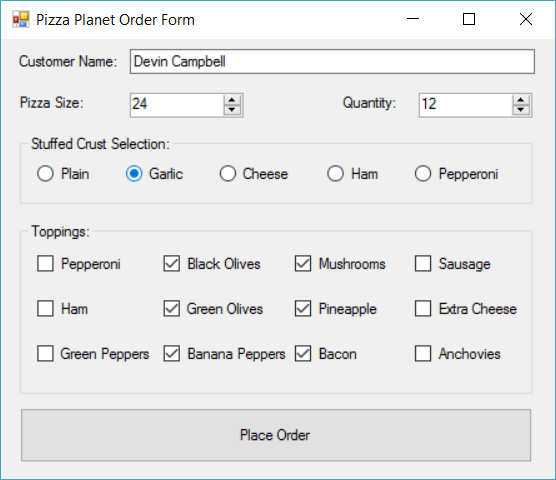 Pizza Planet Order Form
Customer Name: Devin Campbell
Pizza Size: 24 Quantity: 12
Stuffed Crust Selection:
Plain Garlic Cheese Ham Pepperoni
Toppings:
Pepperoni Black Olives Mushrooms Sausage
Ham Green Olives Pineapple Extra Cheese
Green Peppers Banana Peppers Bacon Anchovies
Place Order